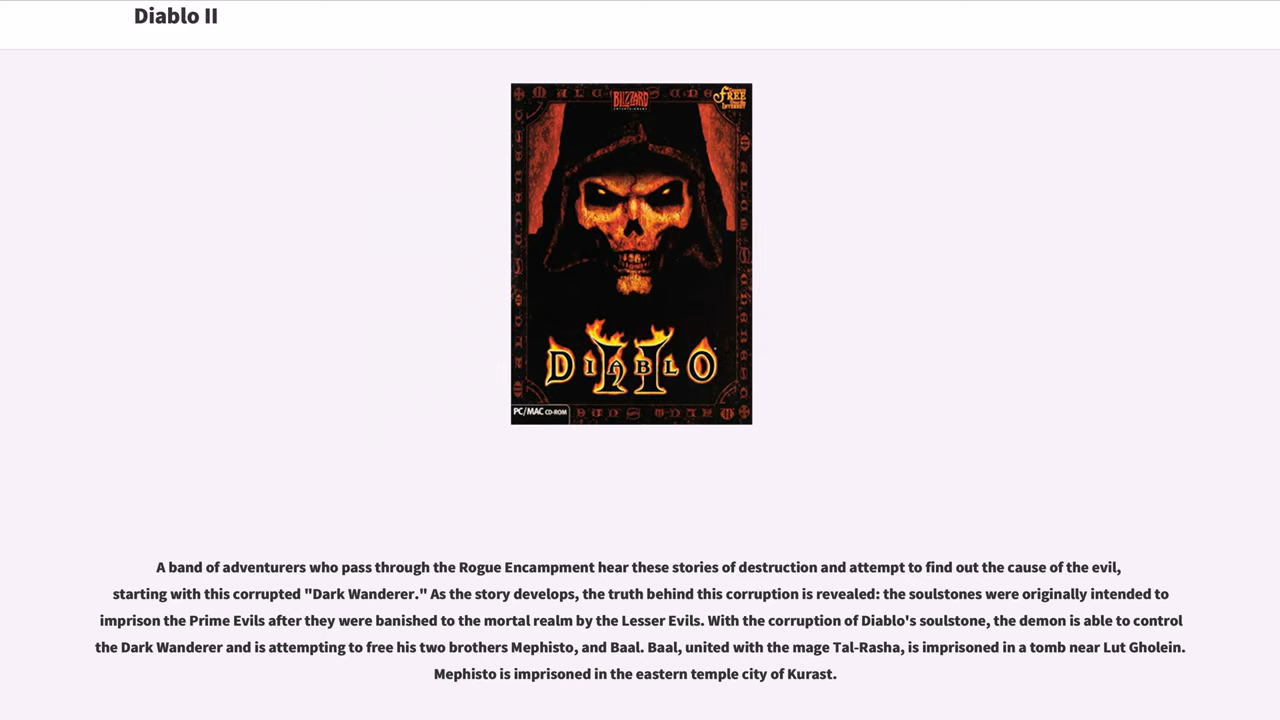 Diablo II
BLIZZARD
ENTERTAINMENT
FREE
DIABLO
II
PC/MAC CD-ROM
A band of adventurers who pass through the Rogue Encampment hear these stories of destruction and attempt to find out the cause of the evil,
starting with this corrupted "Dark Wanderer." As the story develops, the truth behind this corruption is revealed: the soulstones were originally intended to
imprison the Prime Evils after they were banished to the mortal realm by the Lesser Evils. With the corruption of Diablo's soulstone, the demon is able to control
the Dark Wanderer and is attempting to free his two brothers Mephisto, and Baal. Baal, united with the mage Tal-Rasha, is imprisoned in a tomb near Lut Gholein.
Mephisto is imprisoned in the eastern temple city of Kurast.